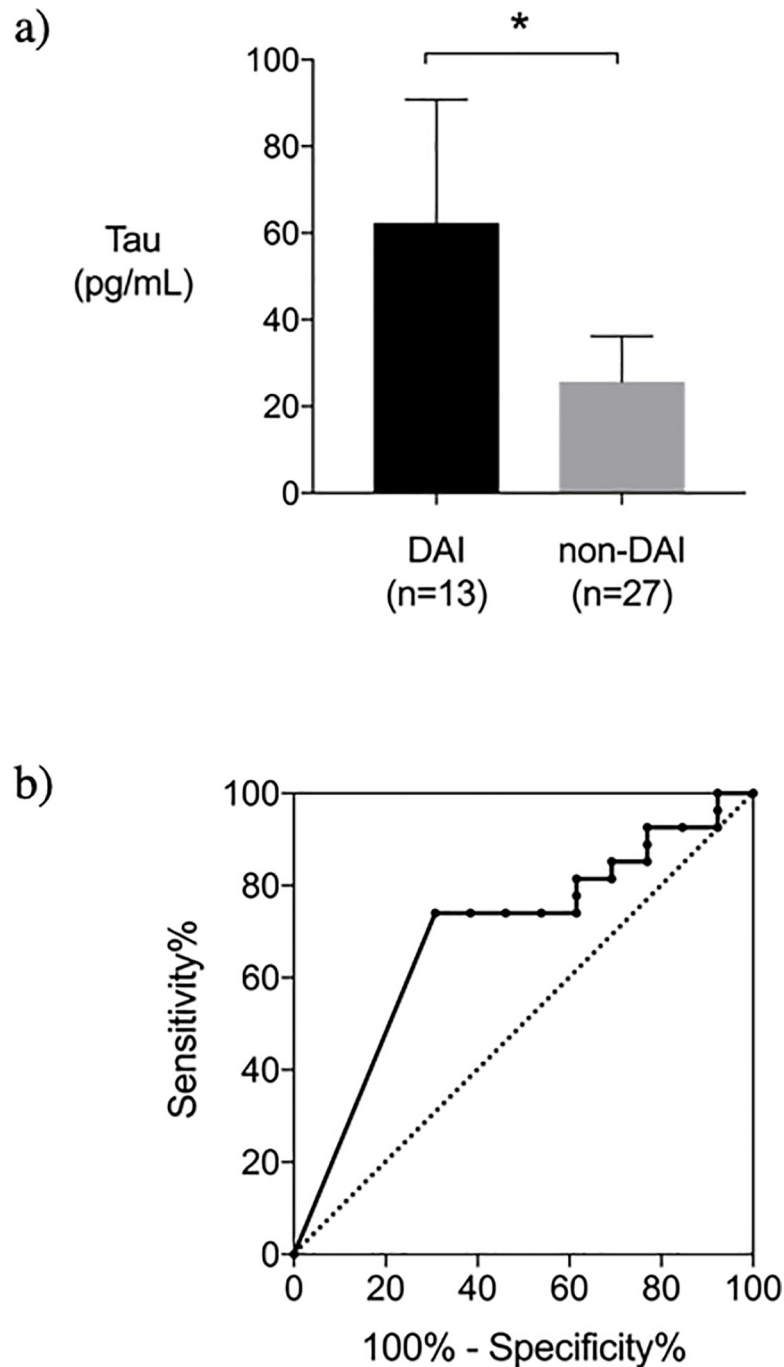 a)
*
100
80
60
40
20
0
Tau
(pg/mL)
DAI non-DAI
(n=13) (n=27)
b)
100
80
60
40
20
0
Sensitivity%
0 20 40 60 80 100
100% - Specificity%